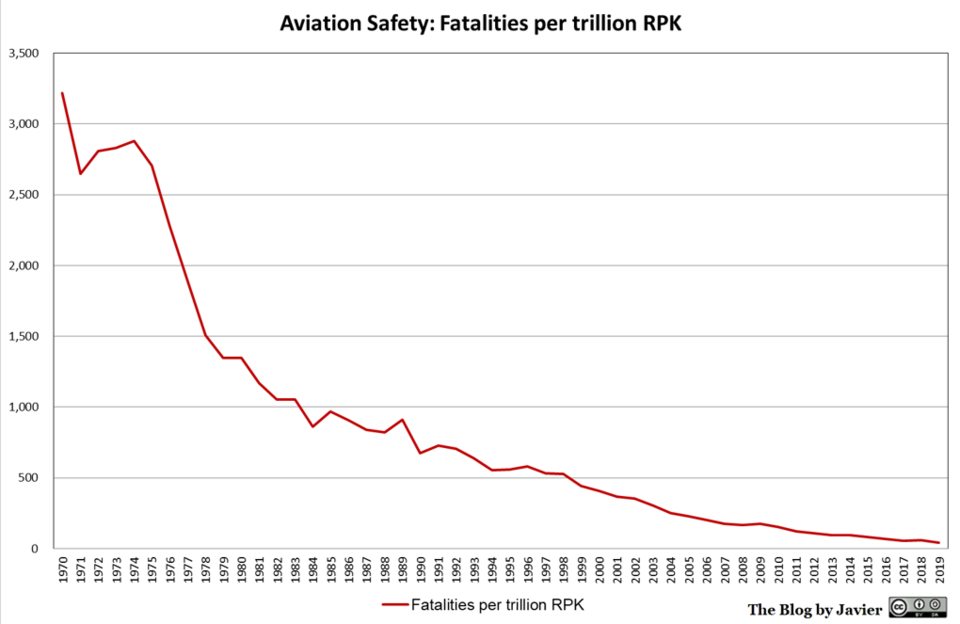 Aviation Safety: Fatalities per trillion RPK
3,500
3,000
2,500
2,000
1,500
1,000
500
0
1970 1971 1972 1973 1974 1975 1976 1977 1978 1979 1980 1981 1982 1983 1984 1985 1986 1987 1988 1989 1990 1991 1992 1993 1994 1995 1996 1997 1998 1999 2000 2001 2002 2003 2004 2005 2006 2007 2008 2009 2010 2011 2012 2013 2014 2015 2016 2017 2018 2019
Fatalities per trillion RPK
The Blog by Javier
cc
BY SA